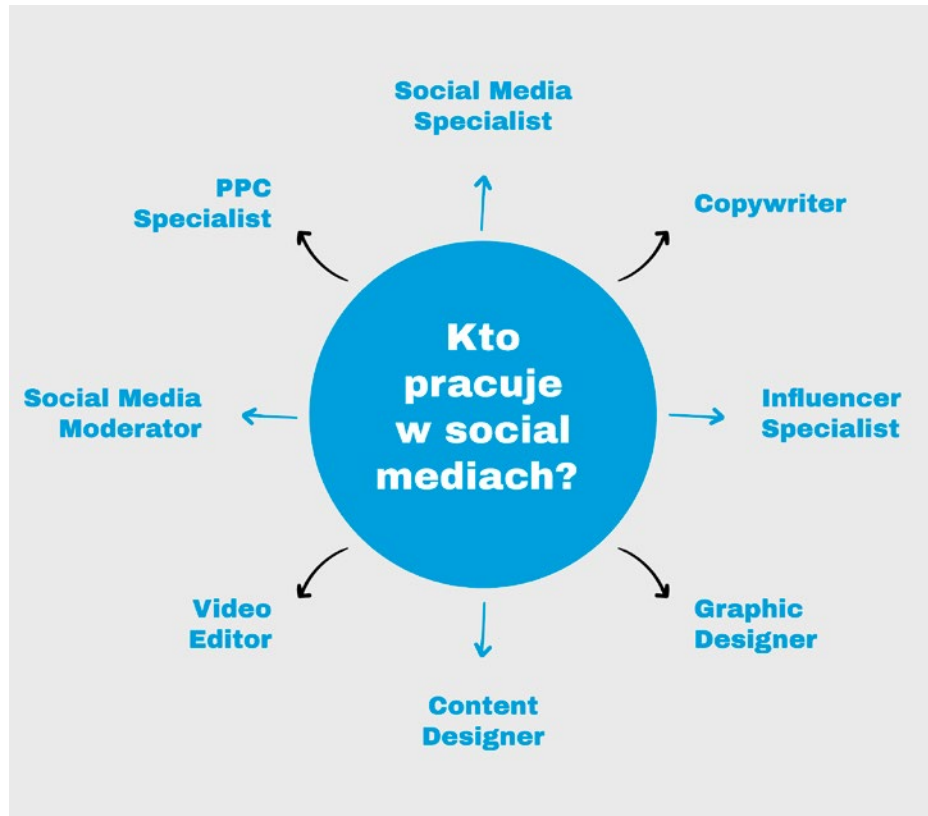 Social Media
Specialist
PPC
Specialist
Copywriter
Kto
pracuje
w social
mediach?
Social Media
Moderator
Influencer
Specialist
Video
Editor
Graphic
Designer
Content
Designer